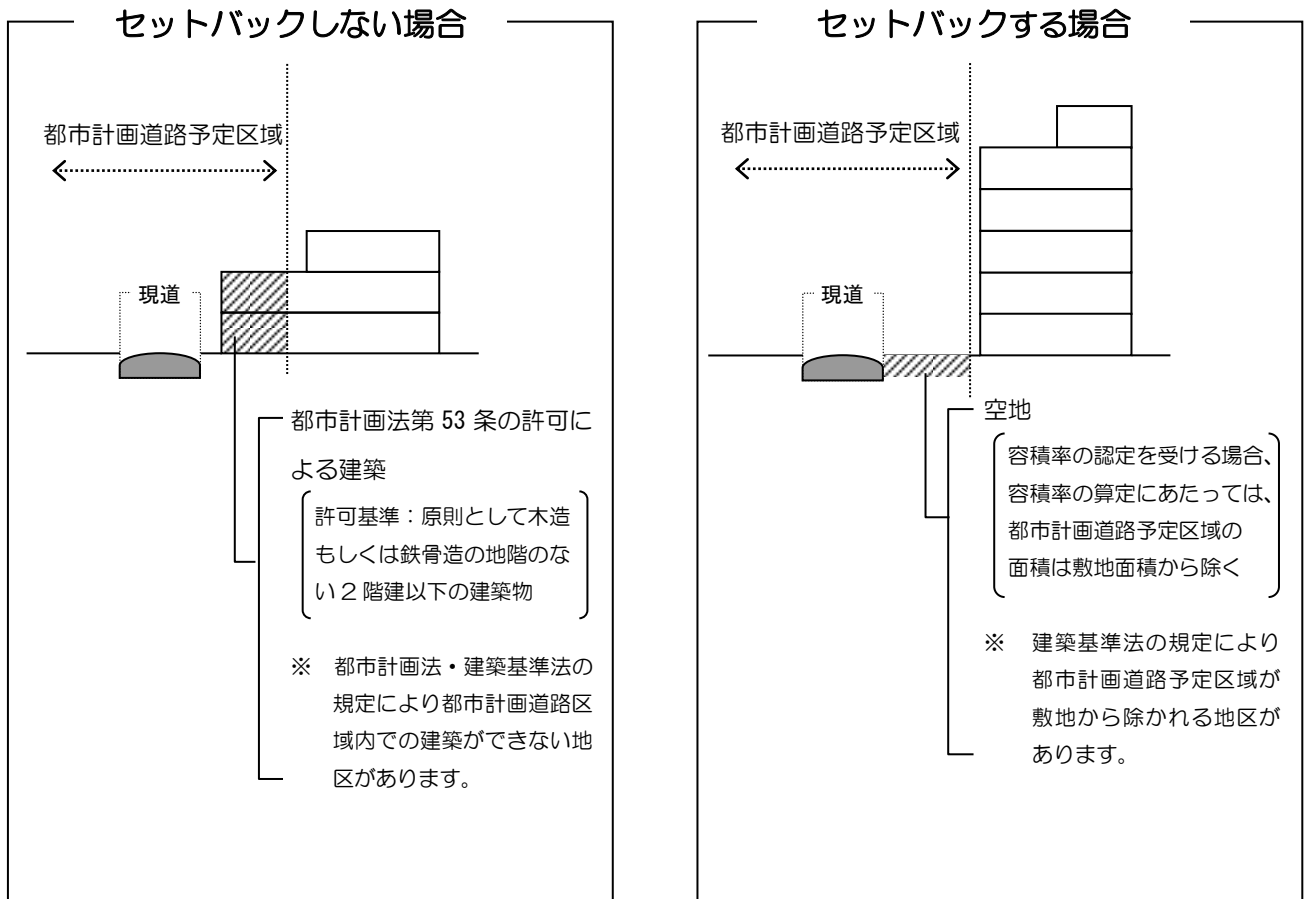 セットバックしない場合
都市計画道路予定区域
現道
都市計画法第 53 条の許可に
よる建築
許可基準：原則として木造
もしくは鉄骨造の地階のな
い２階建以下の建築物
※ 都市計画法・建築基準法の
規定により都市計画道路区
域内での建築ができない地
区があります。
セットバックする場合
都市計画道路予定区域
現道
空地
容積率の認定を受ける場合、
容積率の算定にあたっては、
都市計画道路予定区域の
面積は敷地面積から除く
※ 建築基準法の規定により
都市計画道路予定区域が
敷地から除かれる地区が
あります。